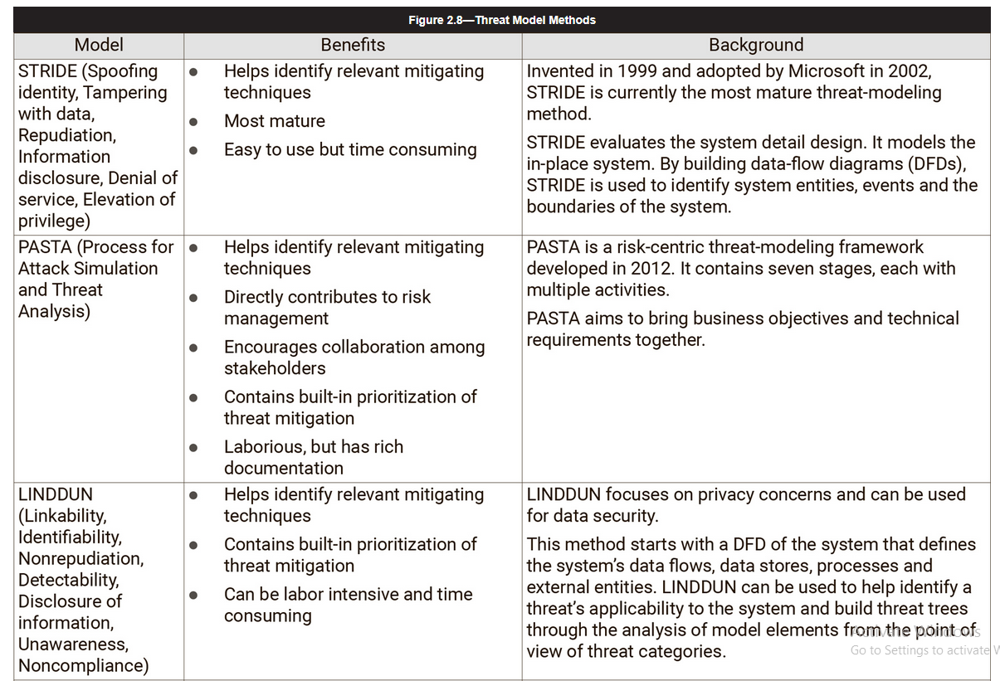 Figure 2.8—Threat Model Methods
Model
Benefits
Background
STRIDE (Spoofing
identity, Tampering
with data,
Repudiation,
Information
disclosure, Denial of
service, Elevation of
privilege)
● Helps identify relevant mitigating
techniques
● Most mature
● Easy to use but time consuming
Invented in 1999 and adopted by Microsoft in 2002,
STRIDE is currently the most mature threat-modeling
method.
STRIDE evaluates the system detail design. It models the
in-place system. By building data-flow diagrams (DFDs),
STRIDE is used to identify system entities, events and the
boundaries of the system.
PASTA (Process for
Attack Simulation
and Threat
Analysis)
● Helps identify relevant mitigating
techniques
● Directly contributes to risk
management
● Encourages collaboration among
stakeholders
● Contains built-in prioritization of
threat mitigation
● Laborious, but has rich
documentation
PASTA is a risk-centric threat-modeling framework
developed in 2012. It contains seven stages, each with
multiple activities.
PASTA aims to bring business objectives and technical
requirements together.
LINDDUN
(Linkability,
Identifiability,
Nonrepudiation,
Detectability,
Disclosure of
information,
Unawareness,
Noncompliance)
● Helps identify relevant mitigating
techniques
● Contains built-in prioritization of
threat mitigation
● Can be labor intensive and time
consuming
LINDDUN focuses on privacy concerns and can be used
for data security.
This method starts with a DFD of the system that defines
the system’s data flows, data stores, processes and
external entities. LINDDUN can be used to help identify a
threat’s applicability to the system and build threat trees
through the analysis of model elements from the point of
view of threat categories.
Activate Windows
Go to Settings to activate W